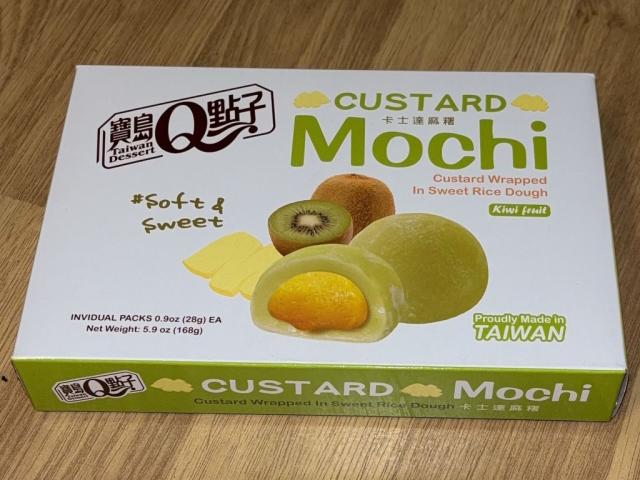 寶島Q點子
Taiwan
Dessert
CUSTARD
卡士達麻糬
Mochi
Custard Wrapped
In Sweet Rice Dough
Kiwi fruit
#Soft &
Sweet
INVIDUAL PACKS 0.9oz (28g) EA
Net Weight: 5.9 oz (168g)
Proudly Made in
TAIWAN
寶島Q點子
CUSTARD Mochi
Custard Wrapped In Sweet Rice Dough 卡士達麻糬